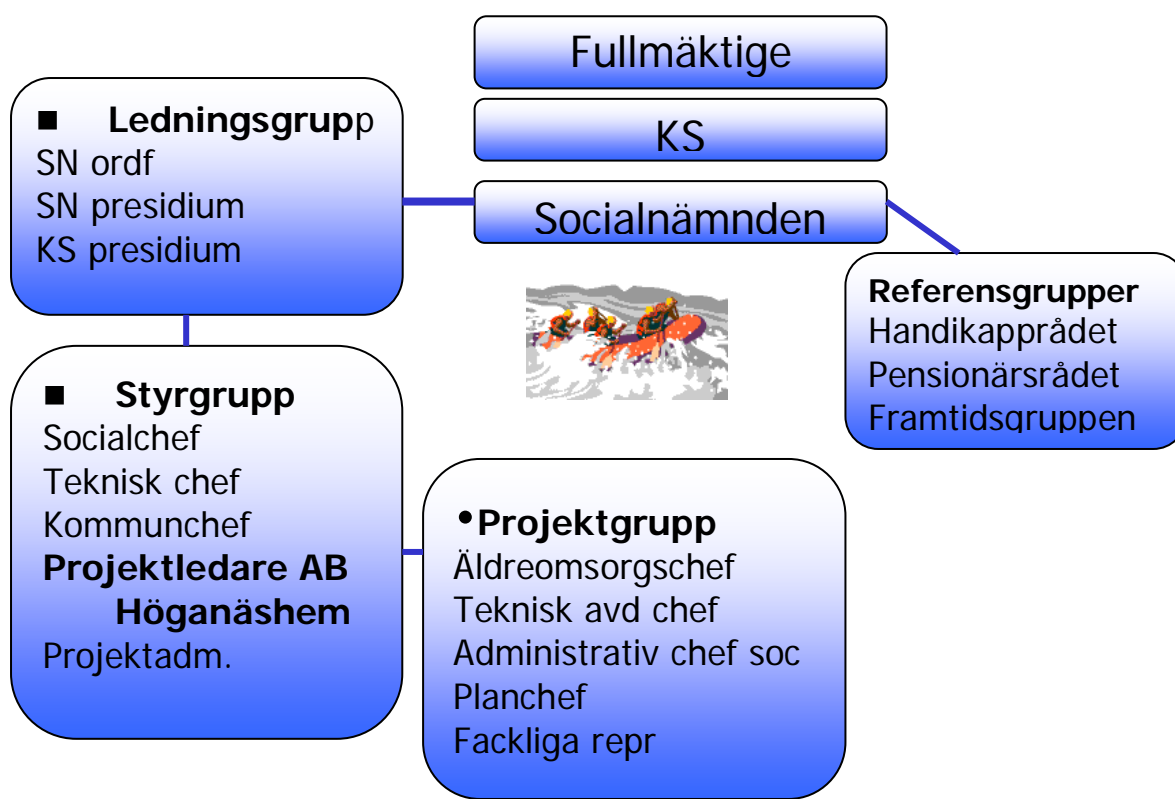 Fullmäktige
KS
Socialnämnden
■ Ledningsgrupp
SN ordf
SN presidium
KS presidium
Referensgrupper
Handikapprådet
Pensionärsrådet
Framtidsgruppen
■ Styrgrupp
Socialchef
Teknisk chef
Kommunchef
Projektledare AB
Höganäshem
Projektadm.
•Projektgrupp
Äldreomsorgschef
Teknisk avd chef
Administrativ chef soc
Planchef
Fackliga repr